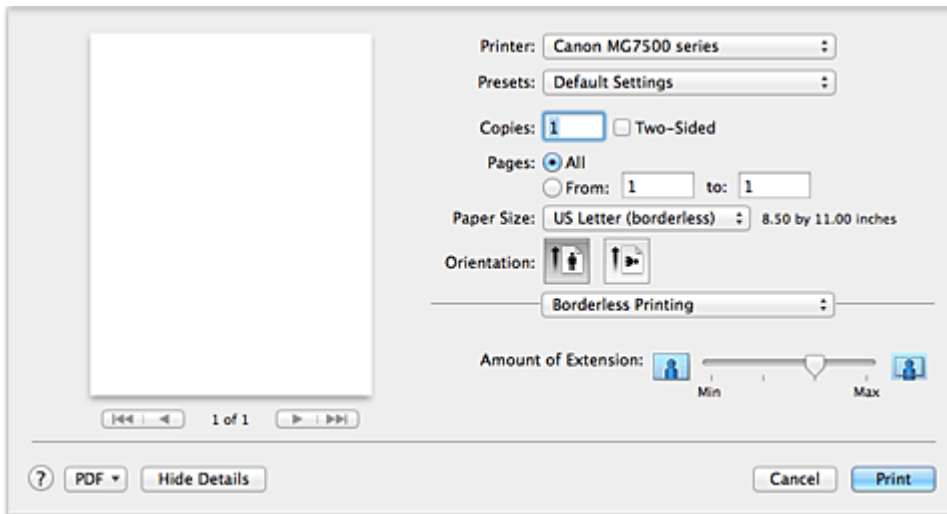 Printer: Canon MG7500 series
Presets: Default Settings
Copies: 1 Two-Sided
Pages: All
From: 1 to: 1
Paper Size: US Letter (borderless) 8.50 by 11.00 inches
Orientation:
Borderless Printing
Amount of Extension:
Min Max
1 of 1
? PDF Hide Details Cancel Print